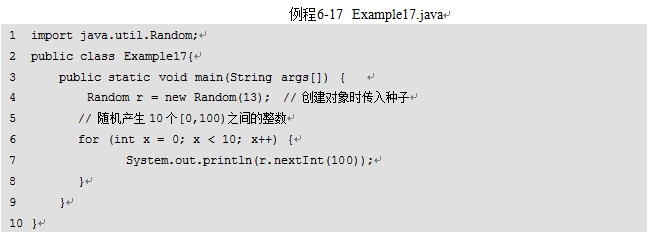 例程6-17 Example17.java
1 import java.util.Random;
2 public class Example17{
3 public static void main(String args[]) {
4 Random r = new Random(13); // 创建对象时传入种子
5 // 随机产生10个[0,100)之间的整数
6 for (int x = 0; x < 10; x++) {
7 System.out.println(r.nextInt(100));
8 }
9 }
10 }